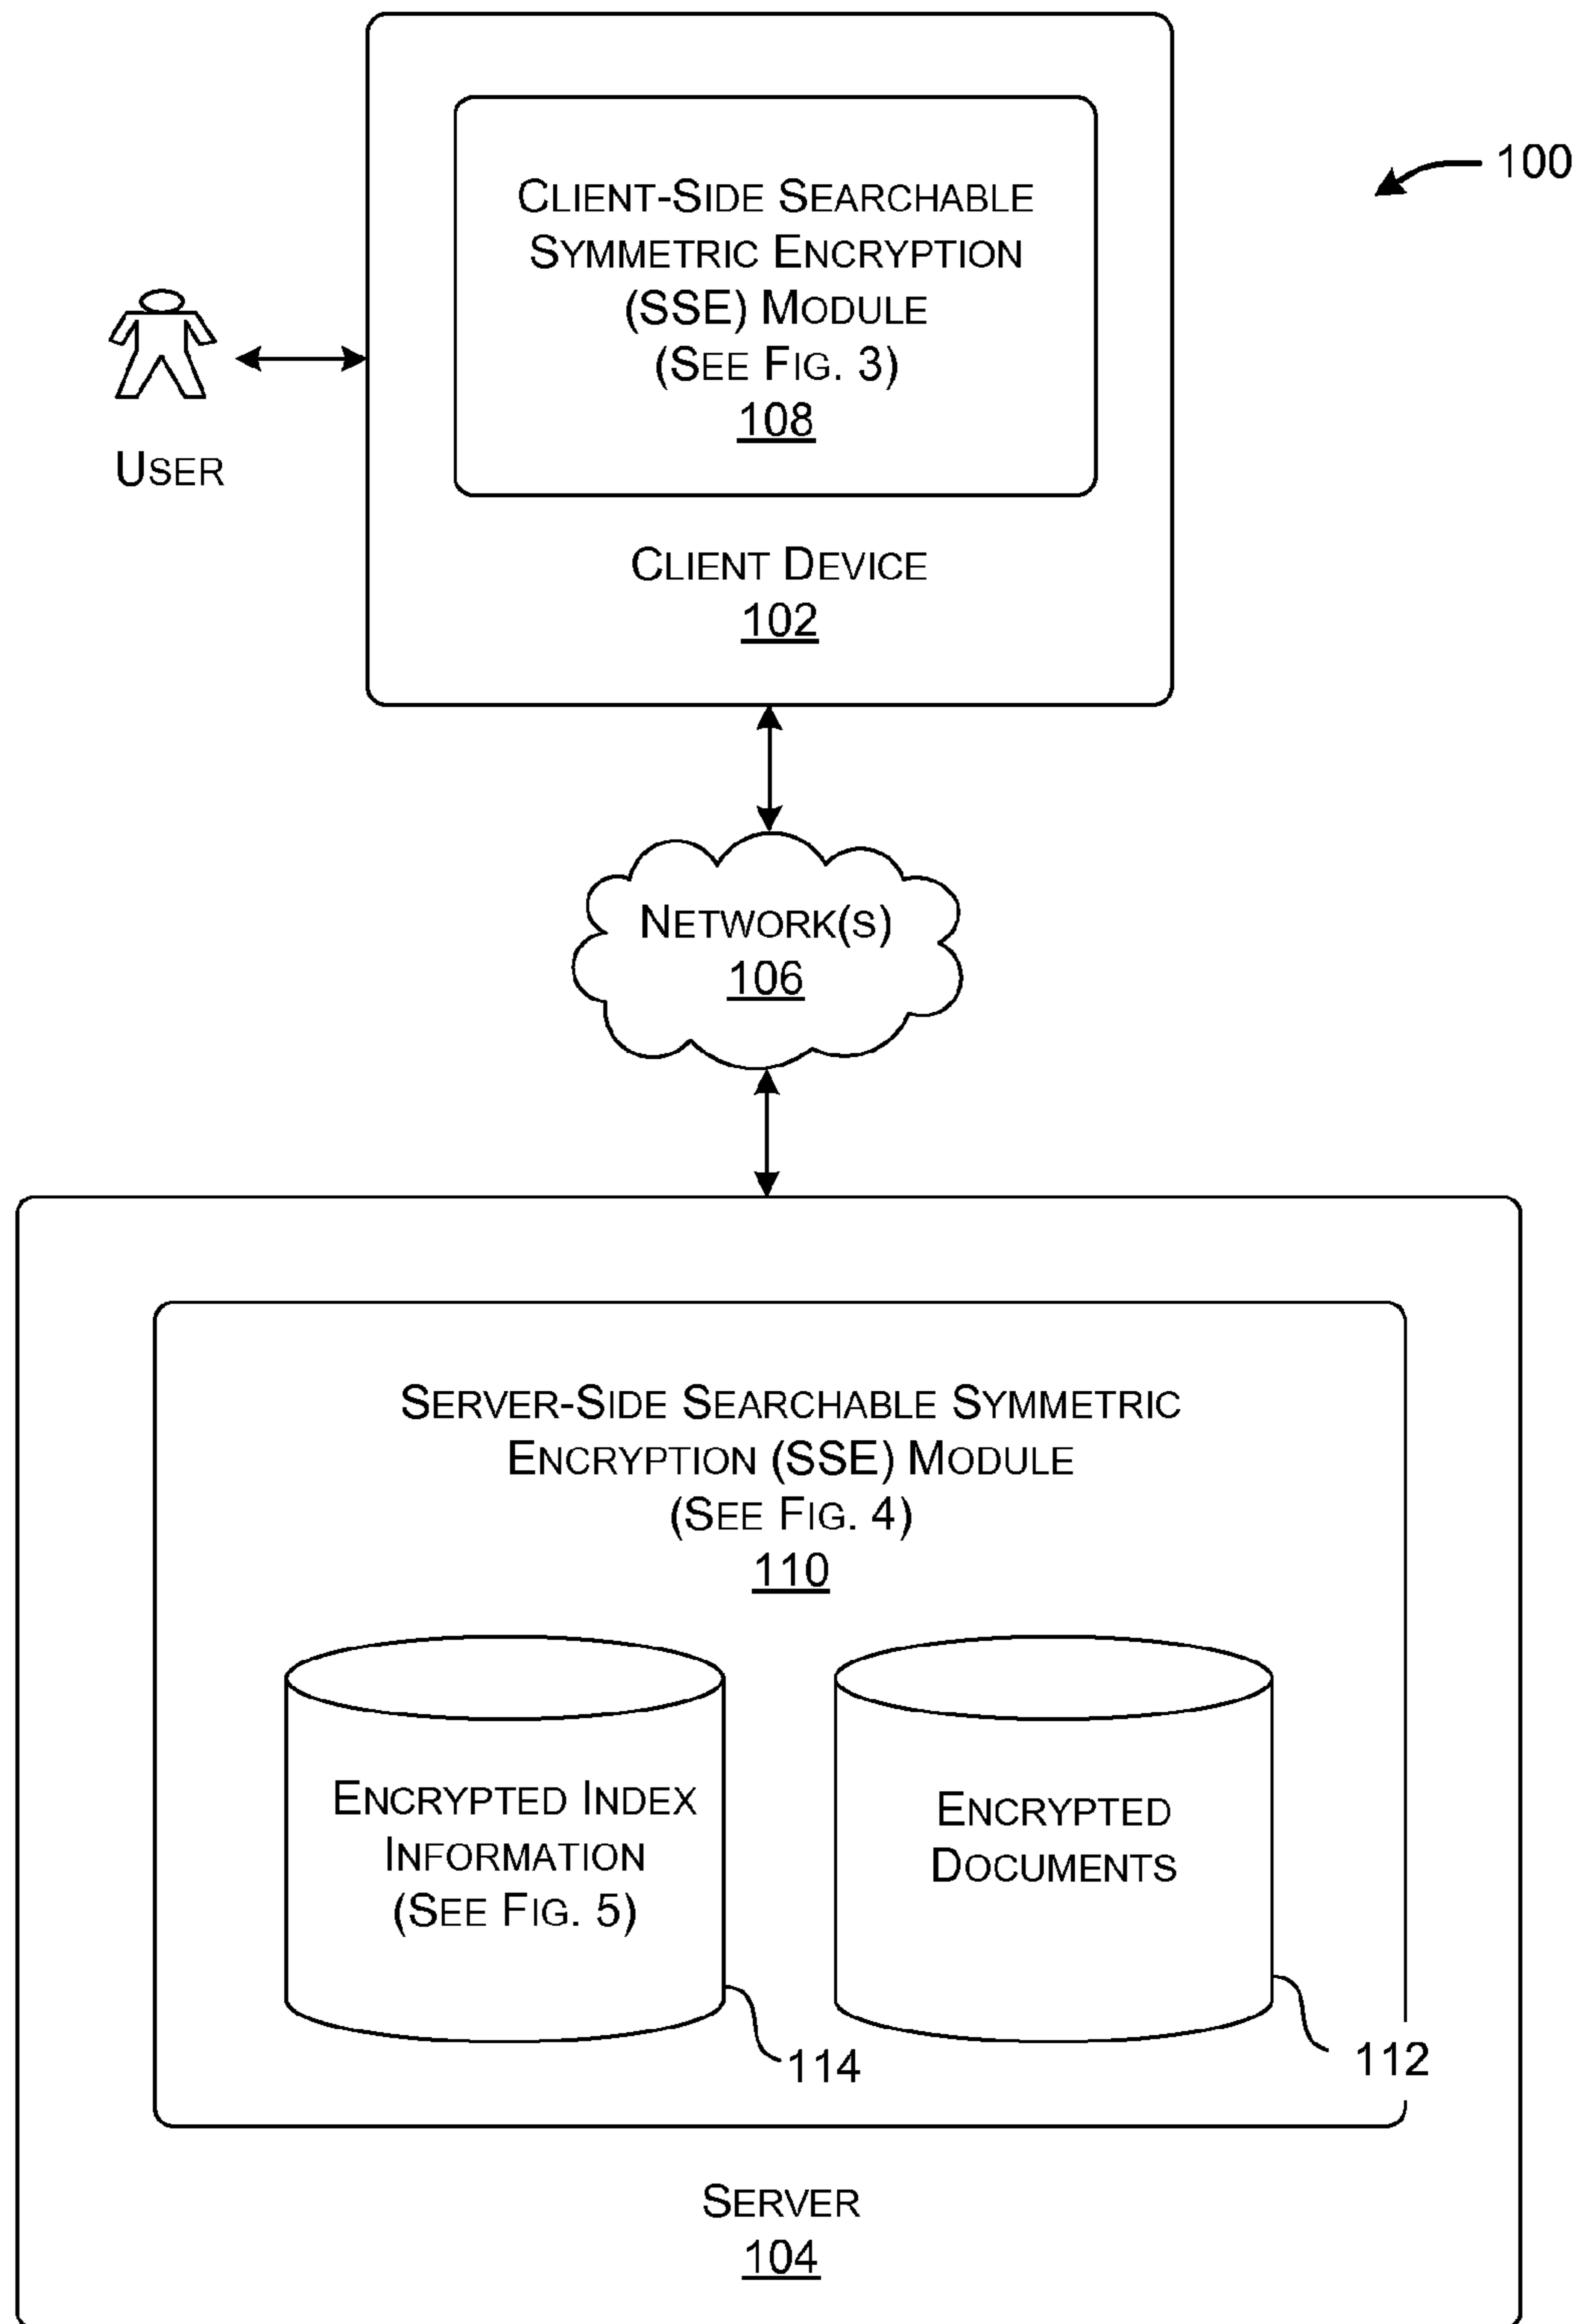 100
CLIENT-SIDE SEARCHABLE
SYMMETRIC ENCRYPTION
(SSE) MODULE
(SEE FIG. 3)
108
USER
CLIENT DEVICE
102
NETWORK(S)
106
SERVER-SIDE SEARCHABLE SYMMETRIC
ENCRYPTION (SSE) MODULE
(SEE FIG. 4)
110
ENCRYPTED INDEX
INFORMATION
(SEE FIG. 5)
114
ENCRYPTED
DOCUMENTS
112
SERVER
104